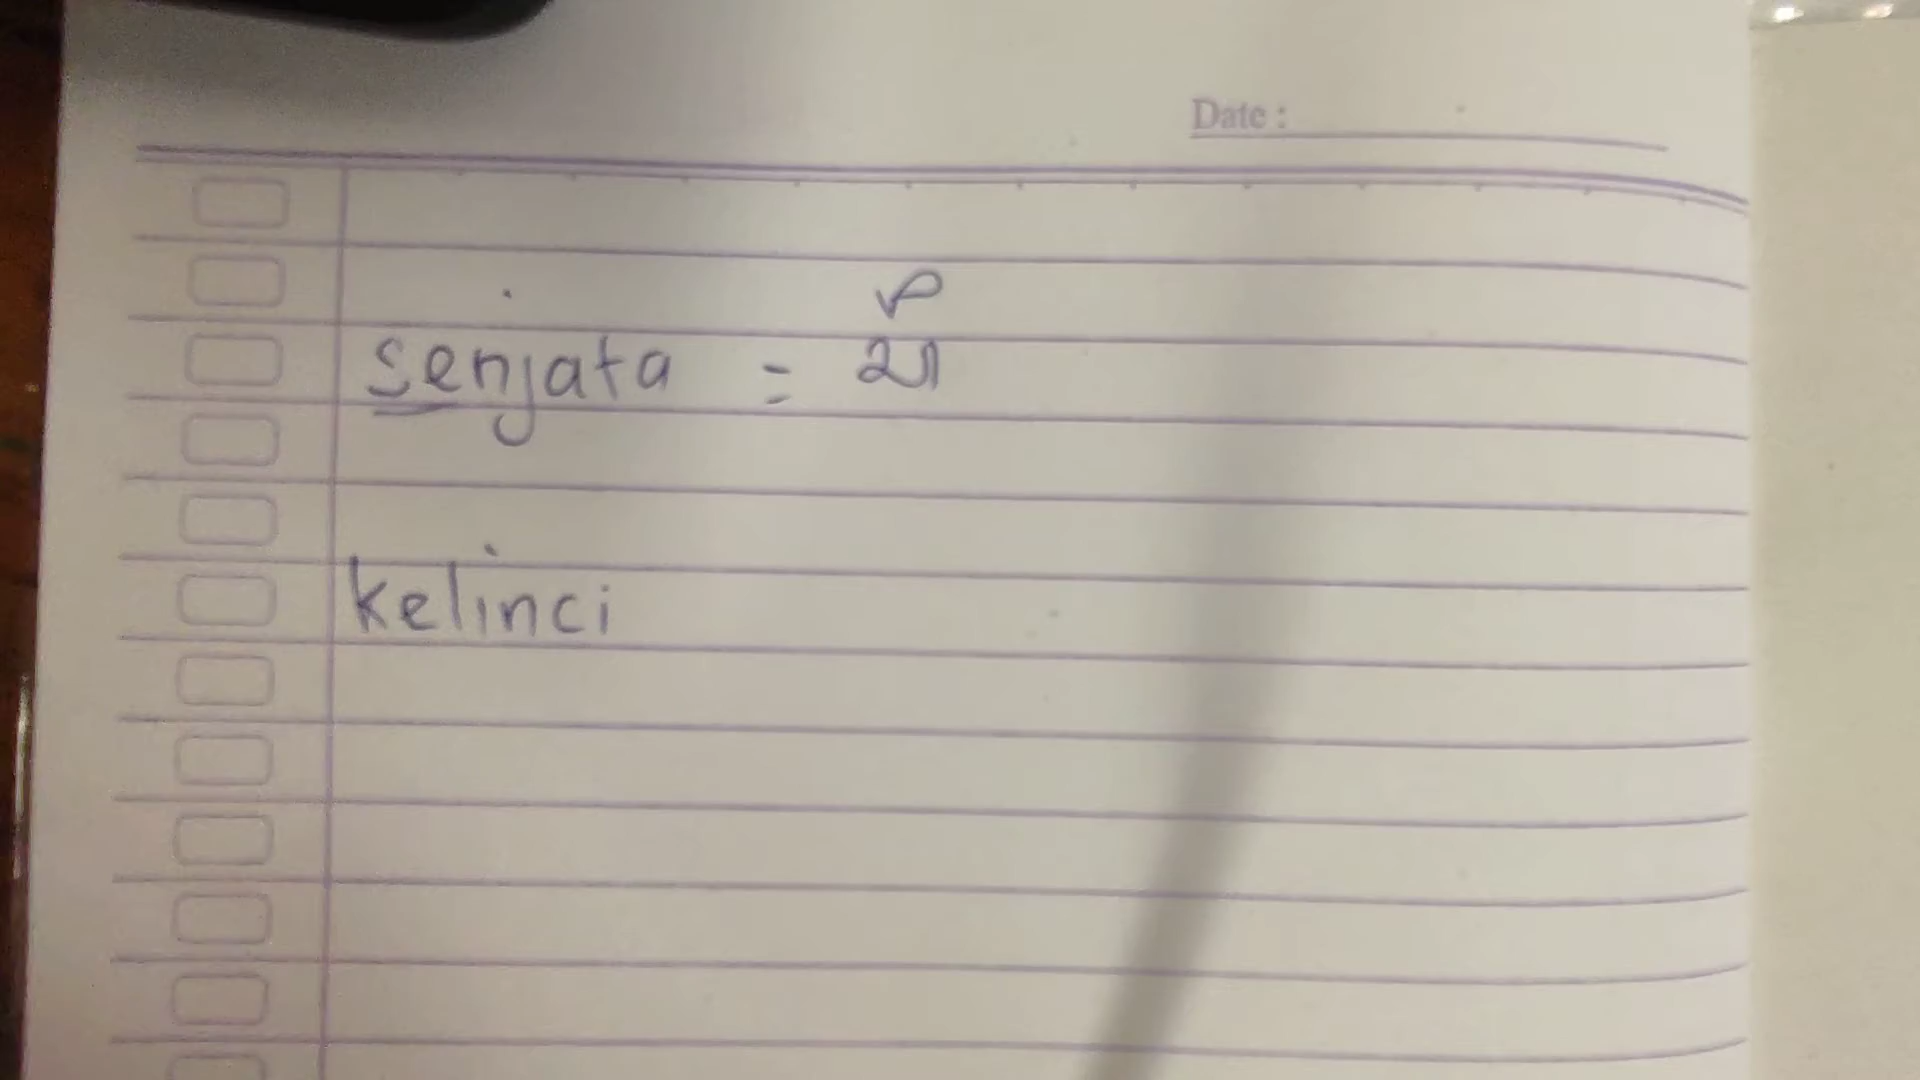 Date :
senjata = ᮞᮨ
kelinci